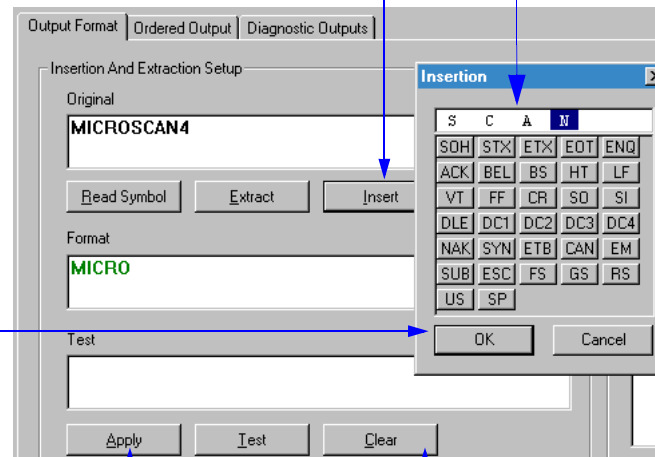 Output Format Ordered Output Diagnostic Outputs
Insertion And Extraction Setup
Original
MICROSCAN4
Read Symbol Extract Insert
Format
MICRO
Test
Apply Test Clear
Insertion
S C A N
SOH STX ETX EOT ENQ
ACK BEL BS HT LF
VT FF CR SO SI
DLE DC1 DC2 DC3 DC4
NAK SYN ETB CAN EM
SUB ESC FS GS RS
US SP
OK Cancel